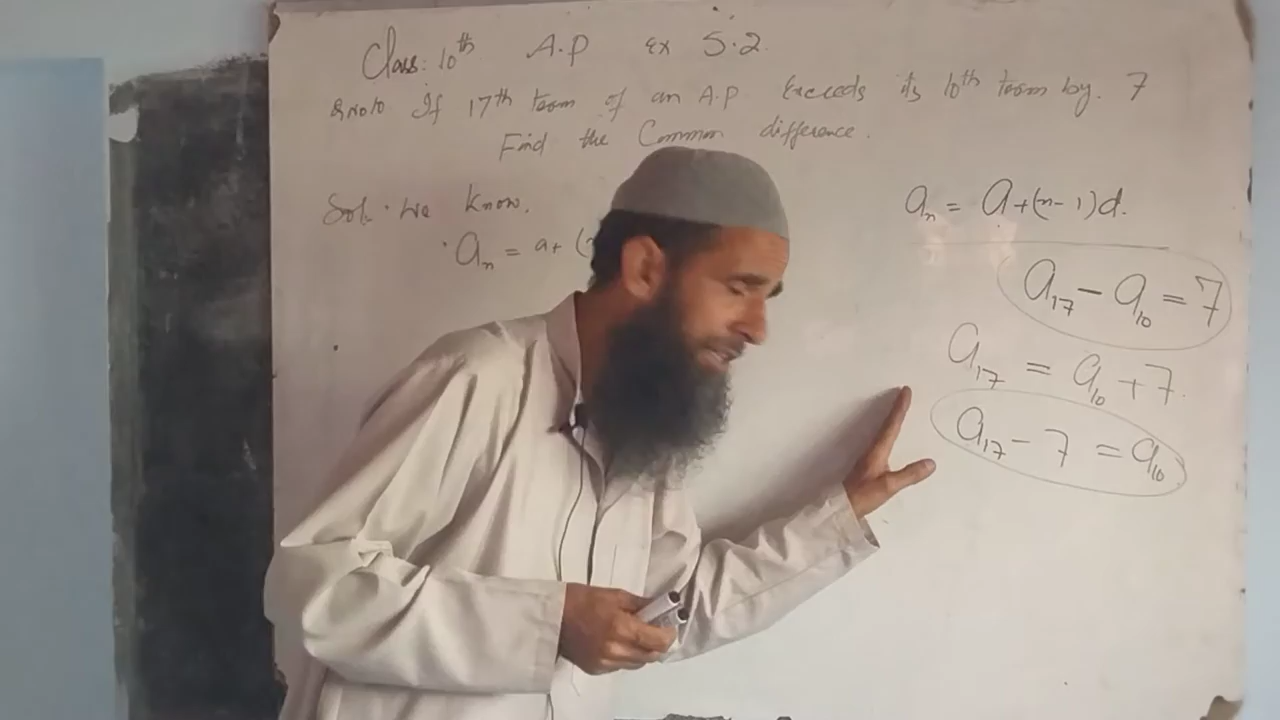 Class: 10th A.P Ex 5.2
Qno10 If 17th term of an A.P Exceeds its 10th term by. 7
Find the Common difference.
Sol. We know.
aₙ = a + (
aₙ = a + (n - 1)d.
a₁₇ - a₁₀ = 7
a₁₇ = a₁₀ + 7.
a₁₇ - 7 = a₁₀